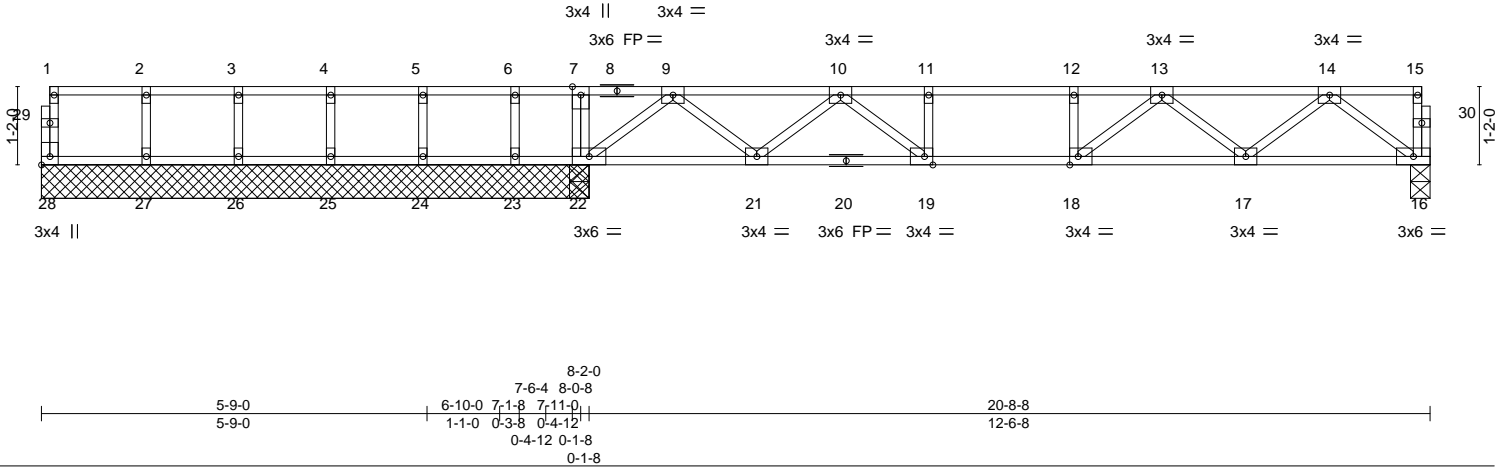 3x4 || 3x4 =
3x6 FP = 3x4 = 3x4 = 3x4 =
1 2 3 4 5 6 7 8 9 10 11 12 13 14 15
1-2-0 29 30 1-2-0
28 27 26 25 24 23 22 21 20 19 18 17 16
3x4 || 3x6 = 3x4 = 3x6 FP = 3x4 = 3x4 = 3x4 = 3x6 =
8-2-0
7-6-4 8-0-8
5-9-0 6-10-0 7-1-8 7-11-0 20-8-8
5-9-0 1-1-0 0-3-8 0-4-12 12-6-8
0-4-12 0-1-8
0-1-8